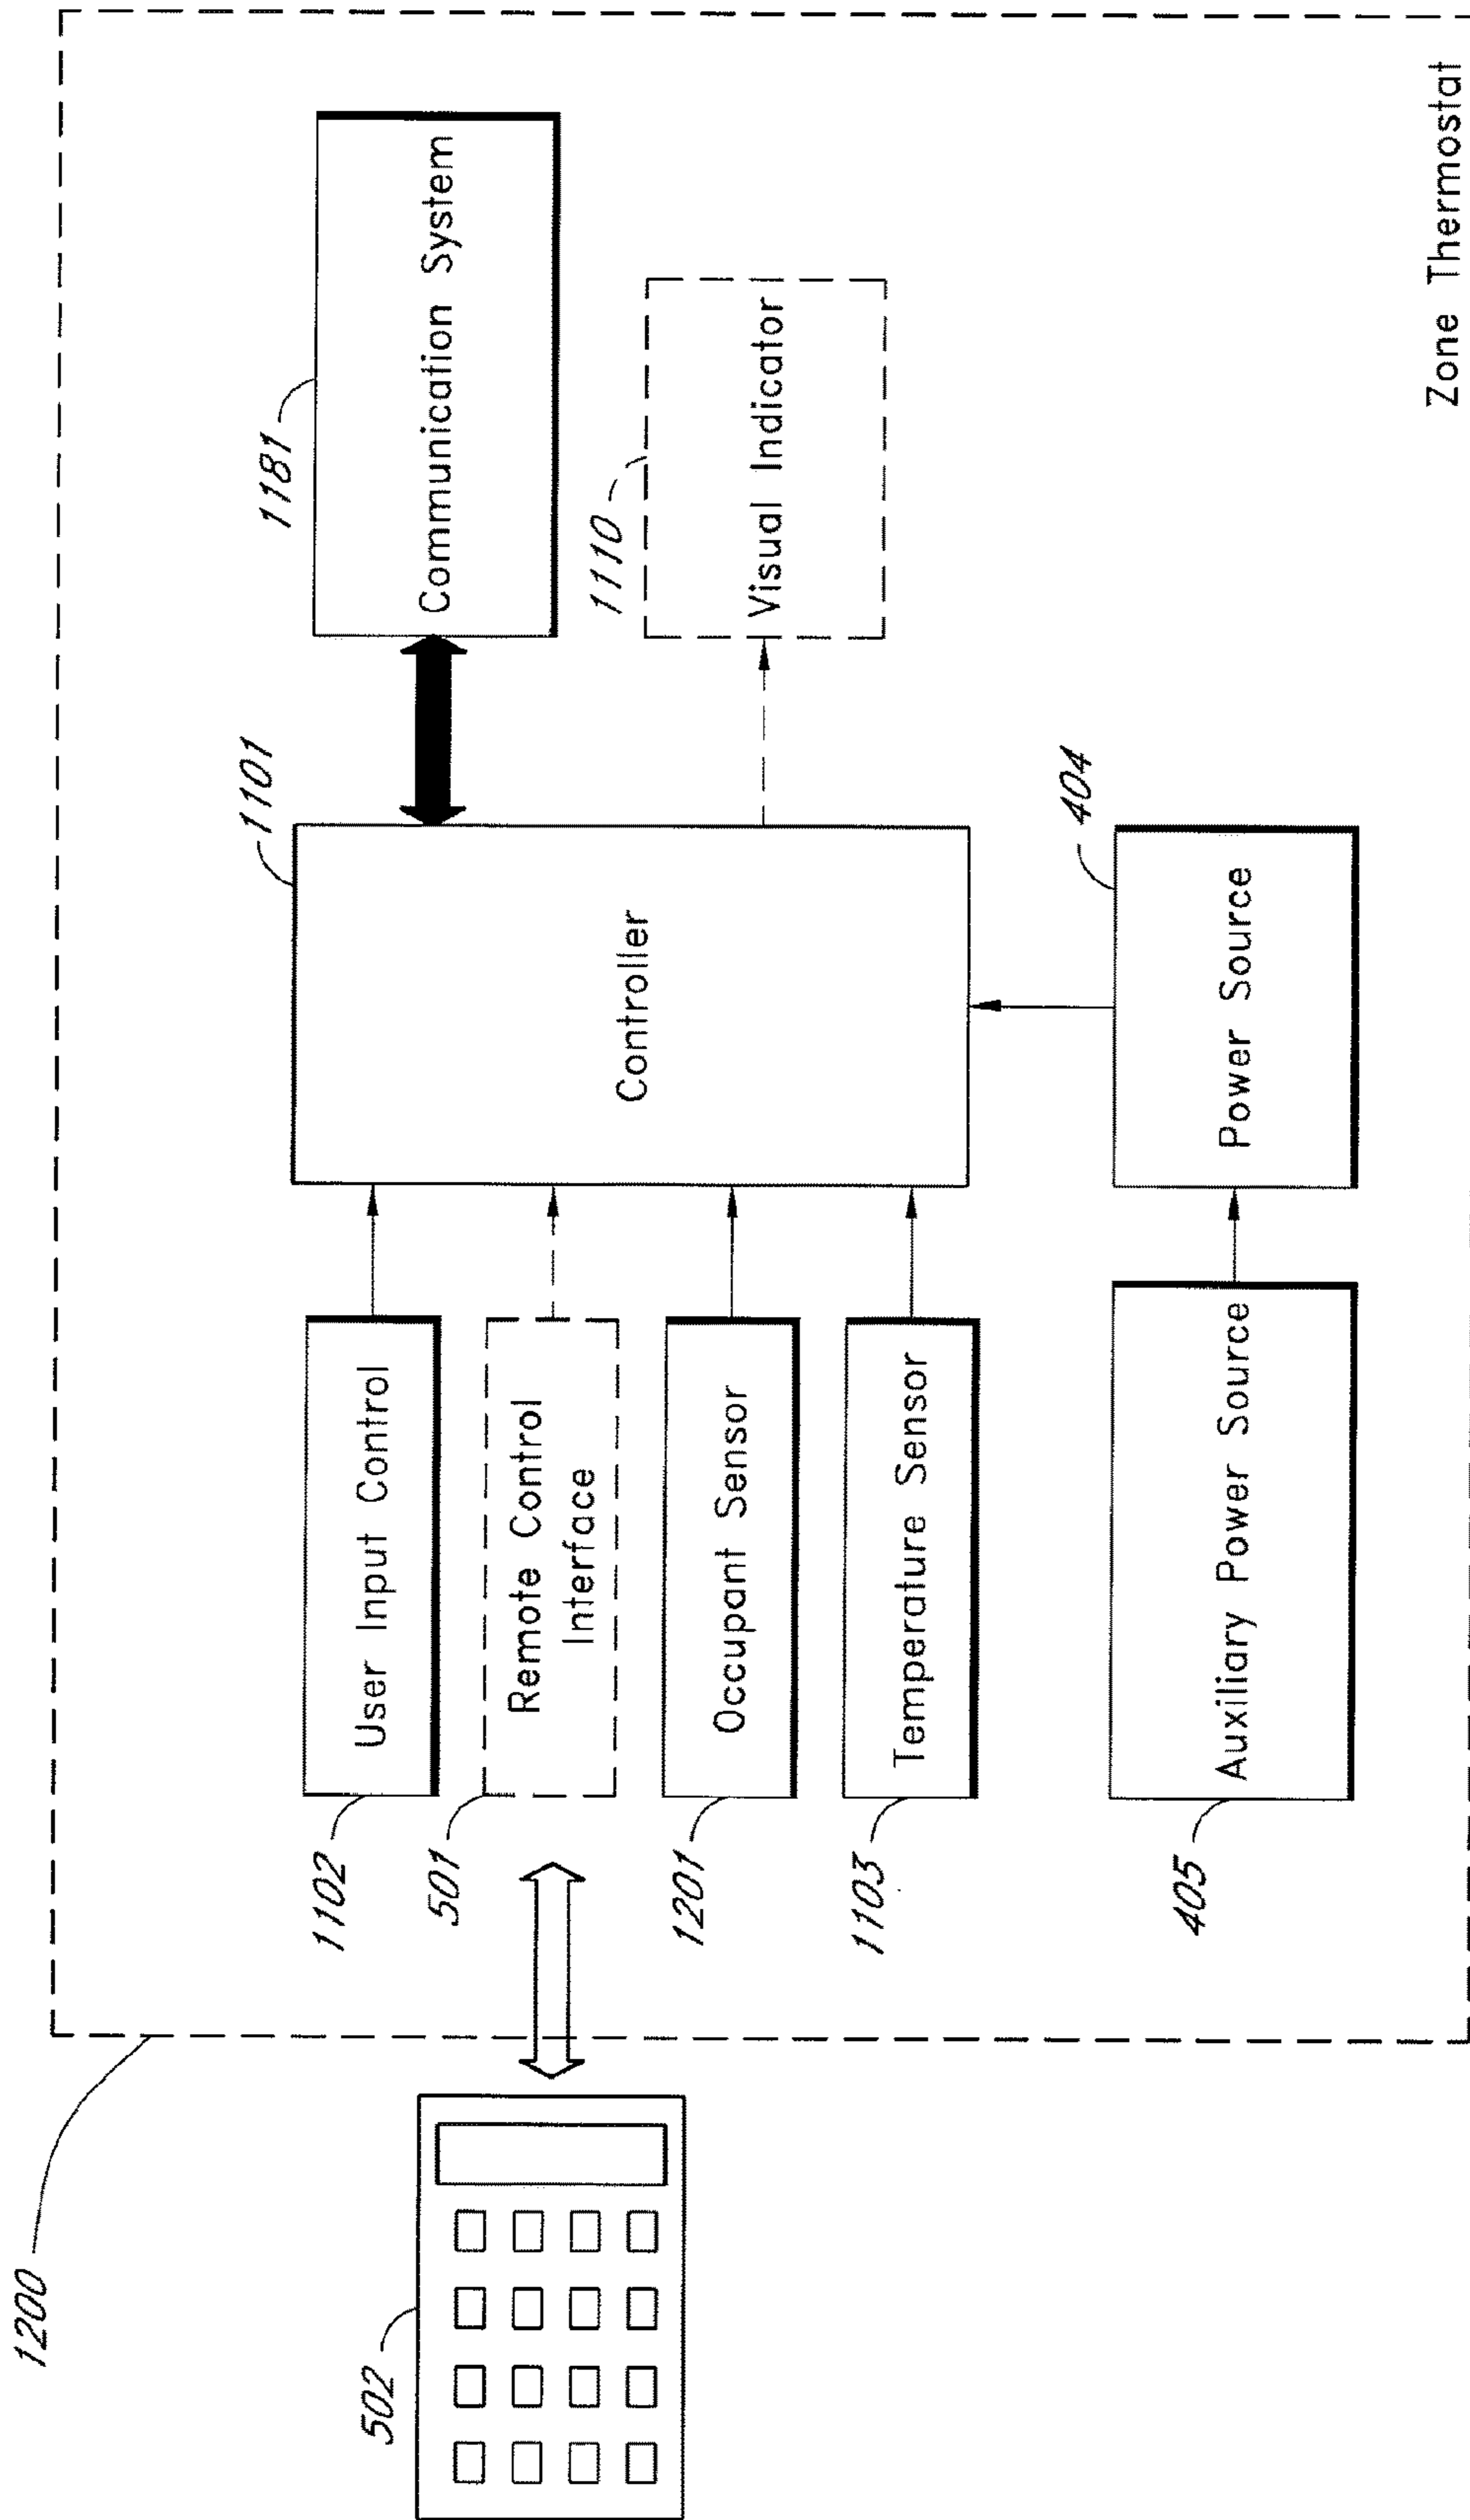 1200
502
1102
User Input Control
501
Remote Control
Interface
1201
Occupant Sensor
1103
Temperature Sensor
405
Auxiliary Power Source
1101
Controller
404
Power Source
1181
Communication System
1110
Visual Indicator
Zone Thermostat